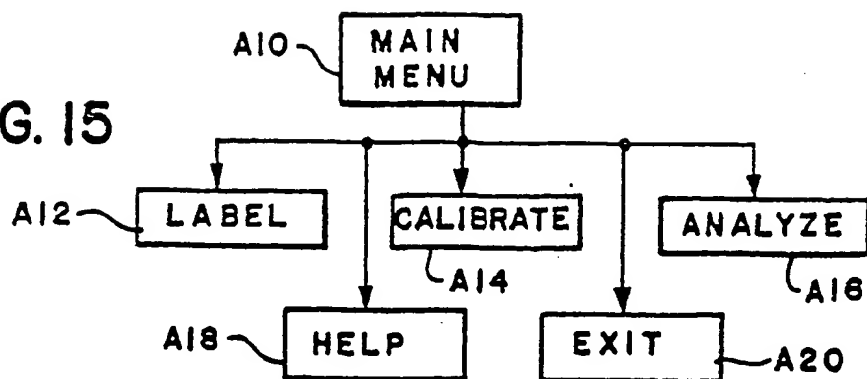 A10
MAIN
MENU
G. 15
A12
LABEL
CALIBRATE
ANALYZE
A14
A16
A18
HELP
EXIT
A20